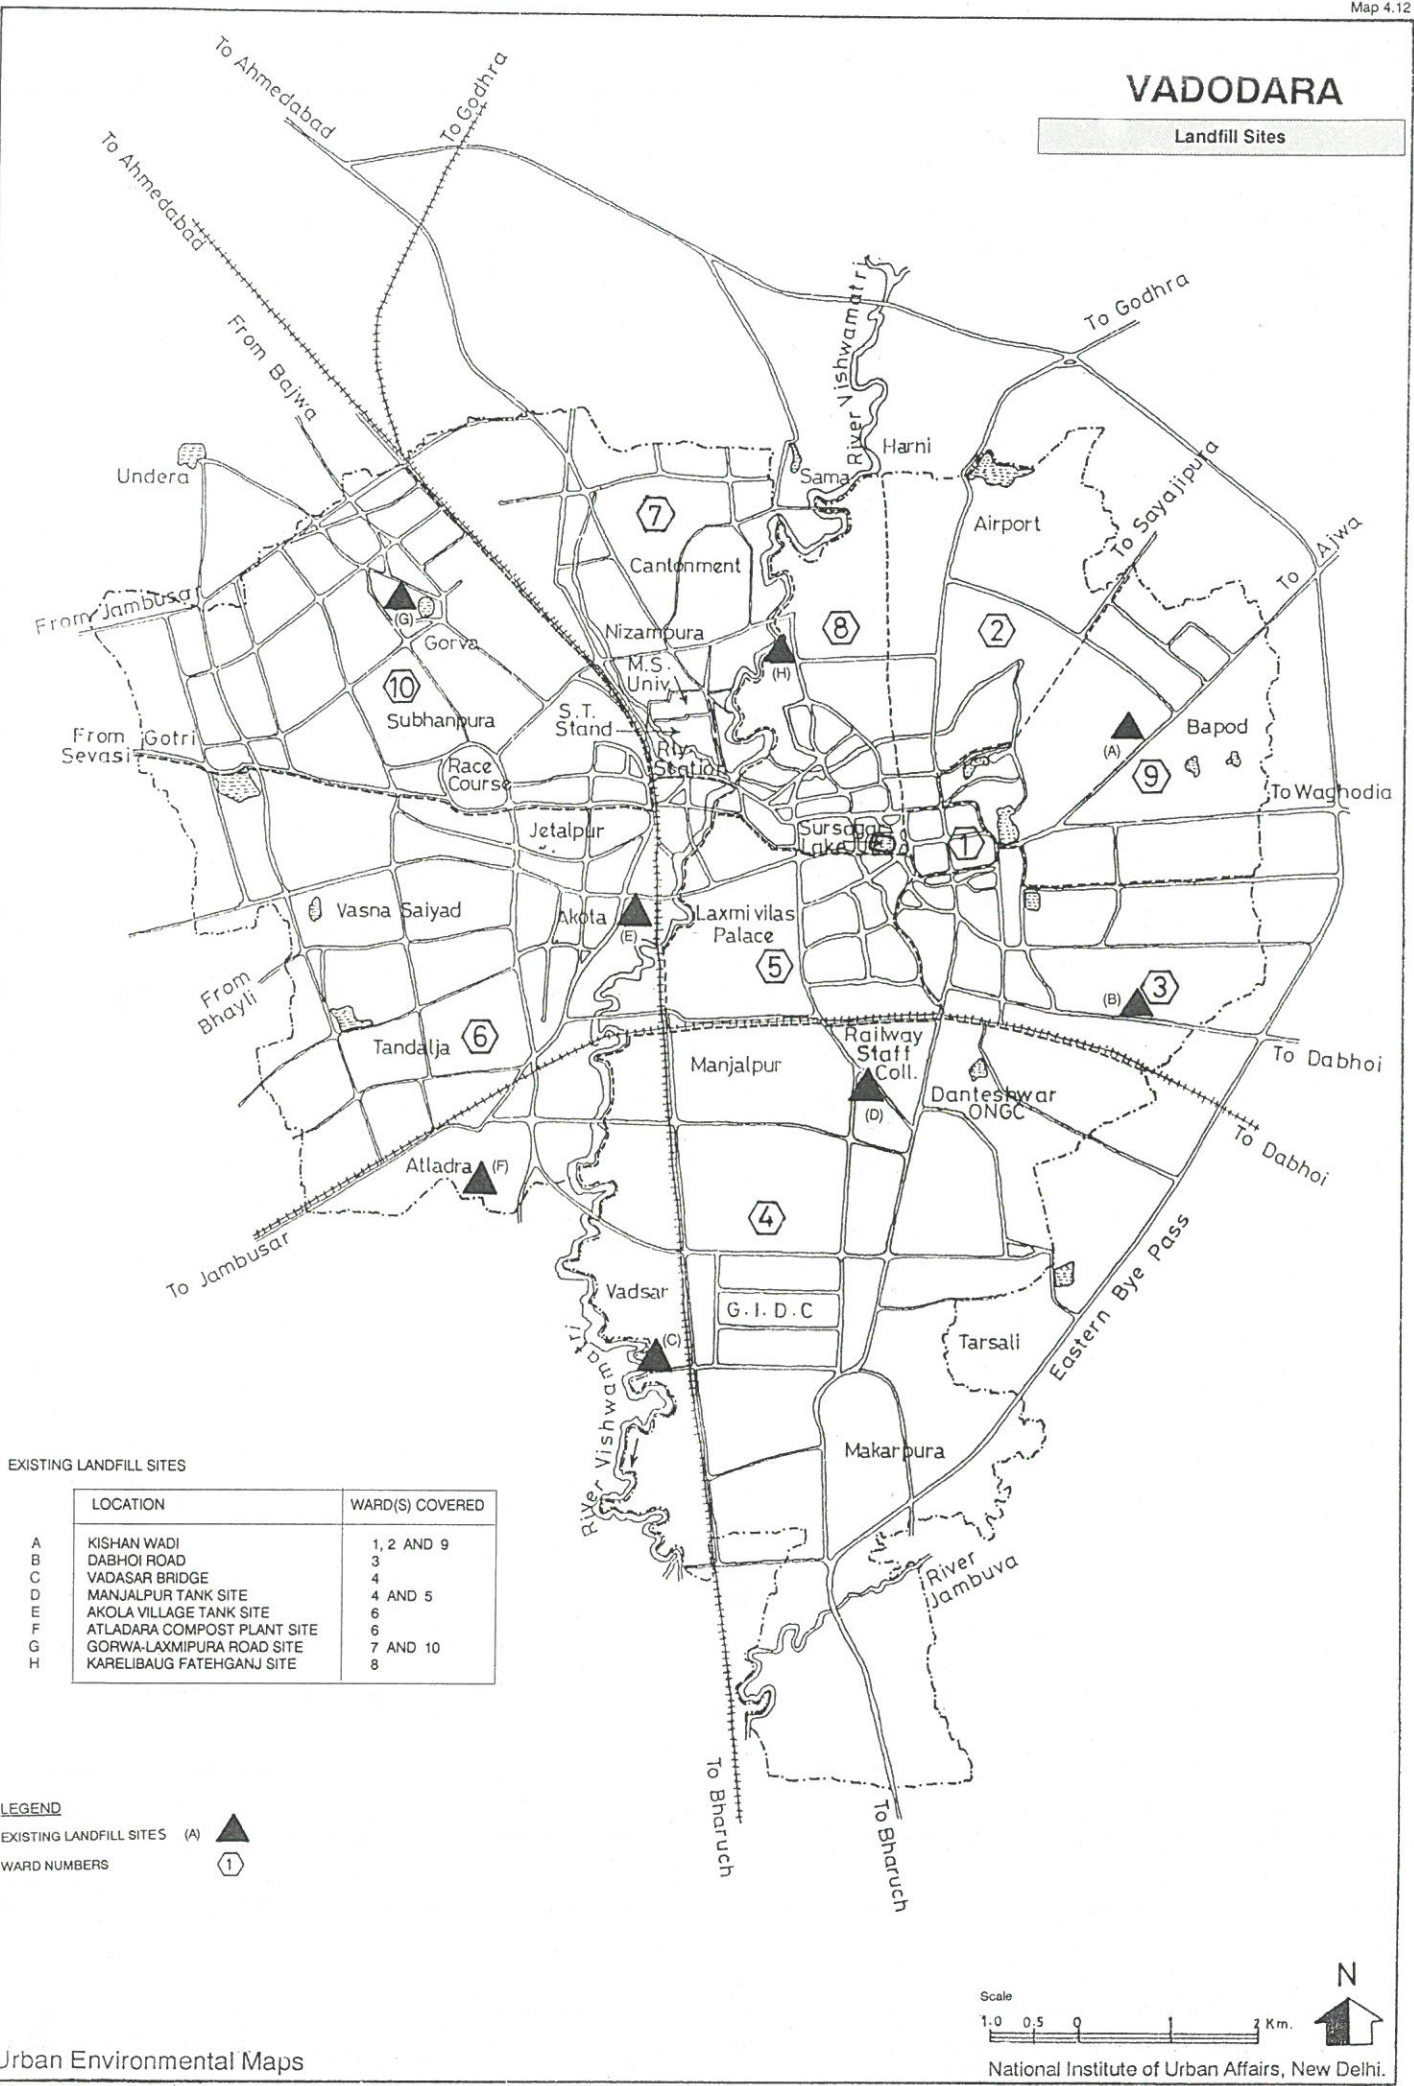 Map 4.12
VADODARA
Landfill Sites
To Ahmedabad
To Godhra
To Ahmedabad
From Bajwa
River Vishwamatri
To Godhra
Harni
Undera
Sama
To Sayajipura
7
Airport
To Ajwa
Cantonment
From Jambusa
(G)
Gorva
Nizampura
8
2
M.S.
Univ.
(H)
10
Subhanpura
S.T.
Stand
Rly.
Station
From
Sevasi
Gotri
(A)
Bapod
9
Race
Course
To Waghodia
Jetalpur
Sursagar
Lake
1
Vasna Saiyad
Akota
(E)
Laxmi vilas
Palace
5
From
Bhayli
(B)
3
6
Tandalja
Railway
Staff
Coll.
Manjalpur
To Dabhoi
(D)
Danteshwar
ONGC
To Dabhoi
Atladra
(F)
4
To Jambusar
Eastern Bye Pass
Vadsar
G.I.D.C
Tarsali
(C)
River Vishwamatri
Makarpura
River
Jambuva
To Bharuch
To Bharuch
EXISTING LANDFILL SITES
LOCATION WARD(S) COVERED
A KISHAN WADI 1, 2 AND 9
B DABHOI ROAD 3
C VADASAR BRIDGE 4
D MANJALPUR TANK SITE 4 AND 5
E AKOLA VILLAGE TANK SITE 6
F ATLADARA COMPOST PLANT SITE 6
G GORWA-LAXMIPURA ROAD SITE 7 AND 10
H KARELIBAUG FATEHGANJ SITE 8
LEGEND
EXISTING LANDFILL SITES (A)
WARD NUMBERS 1
N
Scale
1.0 0.5 0 1 2 Km.
Urban Environmental Maps
National Institute of Urban Affairs, New Delhi.